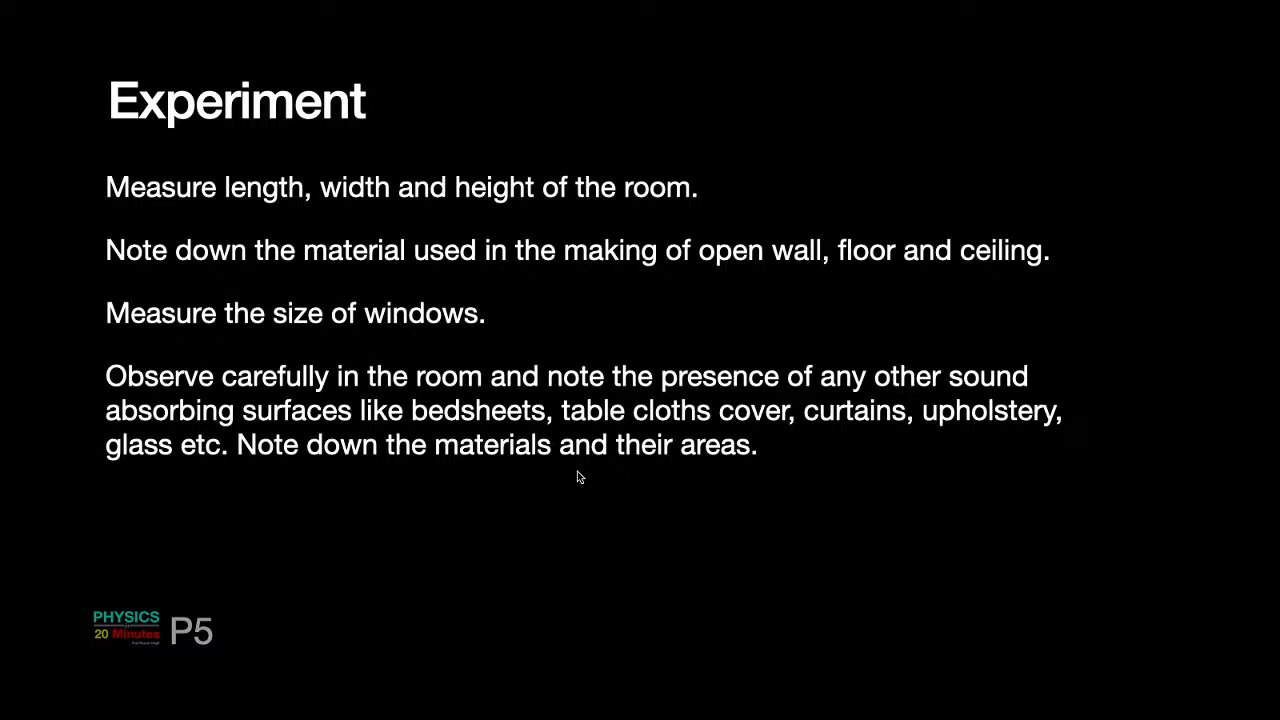 Experiment
Measure length, width and height of the room.
Note down the material used in the making of open wall, floor and ceiling.
Measure the size of windows.
Observe carefully in the room and note the presence of any other sound
absorbing surfaces like bedsheets, table cloths cover, curtains, upholstery,
glass etc. Note down the materials and their areas.
PHYSICS
20 Minutes
P5